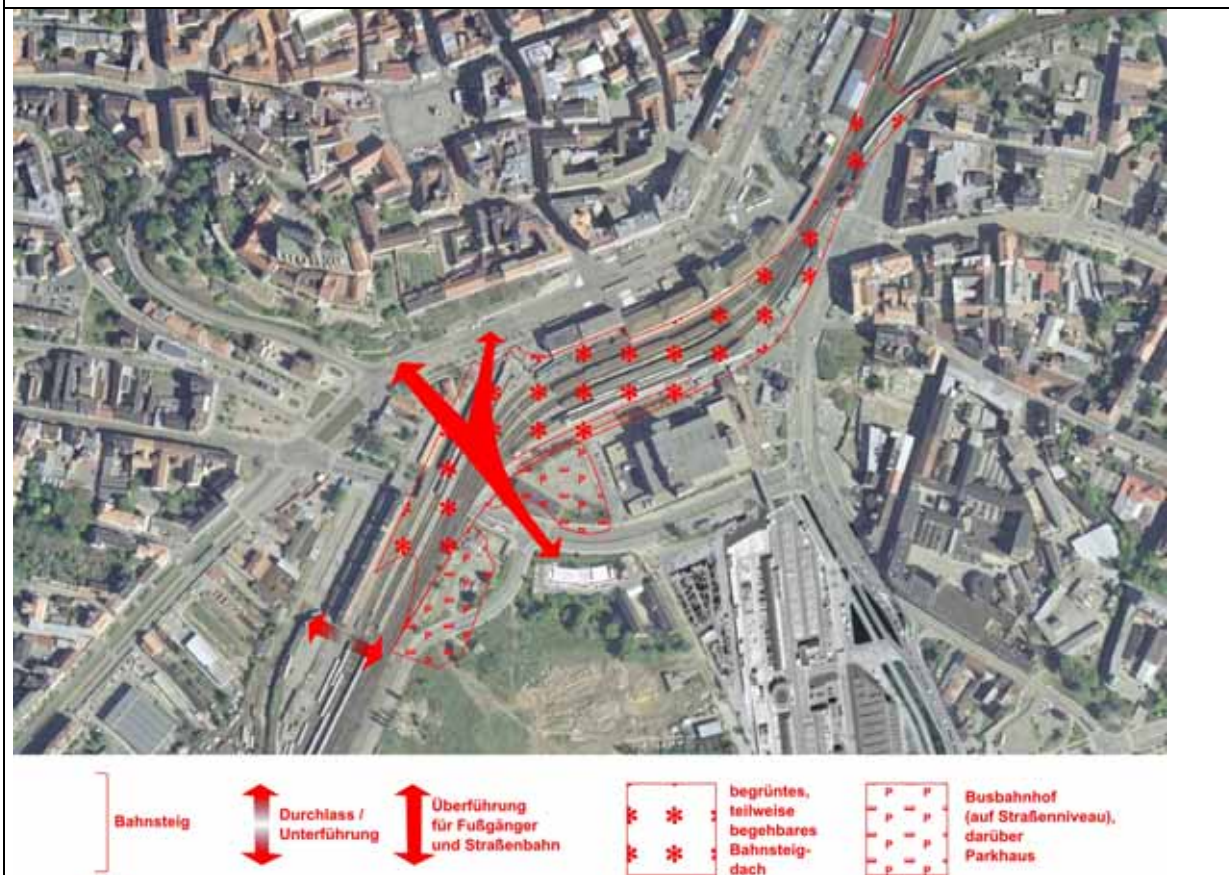 Bahnsteig
Durchlass /
Unterführung
Überführung
für Fußgänger
und Straßenbahn
begrüntes,
teilweise
begehbares
Bahnsteig-
dach
Busbahnhof
(auf Straßenniveau),
darüber
Parkhaus